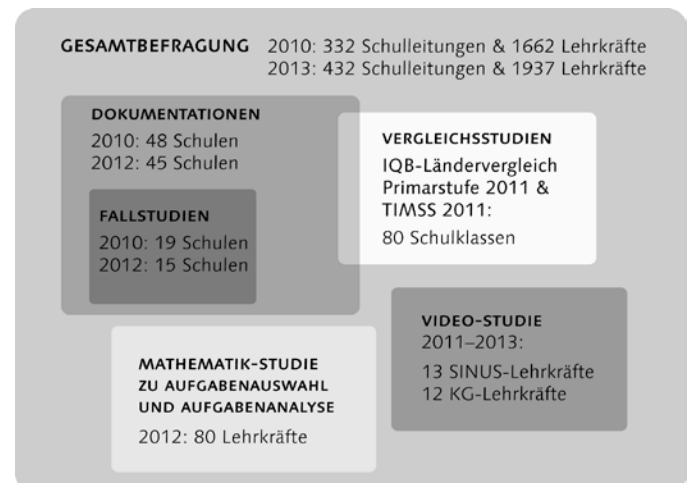 GESAMTBEFRAGUNG 2010: 332 Schulleitungen & 1662 Lehrkräfte
2013: 432 Schulleitungen & 1937 Lehrkräfte
DOKUMENTATIONEN
2010: 48 Schulen
2012: 45 Schulen
FALLSTUDIEN
2010: 19 Schulen
2012: 15 Schulen
VERGLEICHSSTUDIEN
IQB-Ländervergleich
Primarstufe 2011 &
TIMSS 2011:
80 Schulklassen
MATHEMATIK-STUDIE
ZU AUFGABENAUSWAHL
UND AUFGABENANALYSE
2012: 80 Lehrkräfte
VIDEO-STUDIE
2011–2013:
13 SINUS-Lehrkräfte
12 KG-Lehrkräfte